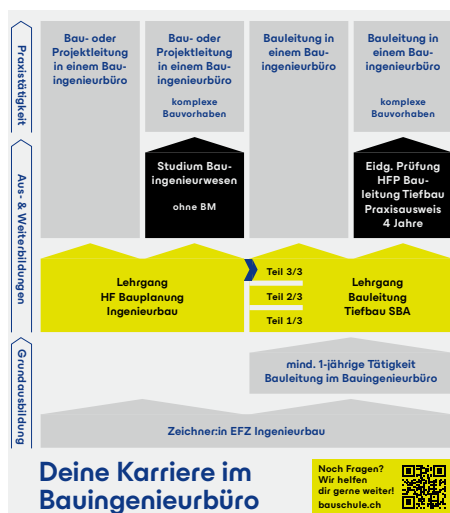 Praxistätigkeit
Bau- oder
Projektleitung
in einem Bau-
ingenieurbüro
Bau- oder
Projektleitung
in einem Bau-
ingenieurbüro
komplexe
Bauvorhaben
Bauleitung in
einem Bau-
ingenieurbüro
Bauleitung in
einem Bau-
ingenieurbüro
komplexe
Bauvorhaben
Aus- & Weiterbildungen
Studium Bau-
ingenieurwesen
ohne BM
Eidg. Prüfung
HFP Bau-
leitung Tiefbau
Praxisausweis
4 Jahre
Lehrgang
HF Bauplanung
Ingenieurbau
Teil 3/3
Teil 2/3
Teil 1/3
Lehrgang
Bauleitung
Tiefbau SBA
Grundausbildung
mind. 1-jährige Tätigkeit
Bauleitung im Bauingenieurbüro
Zeichner:in EFZ Ingenieurbau
Deine Karriere im
Bauingenieurbüro
Noch Fragen?
Wir helfen
dir gerne weiter!
bauschule.ch